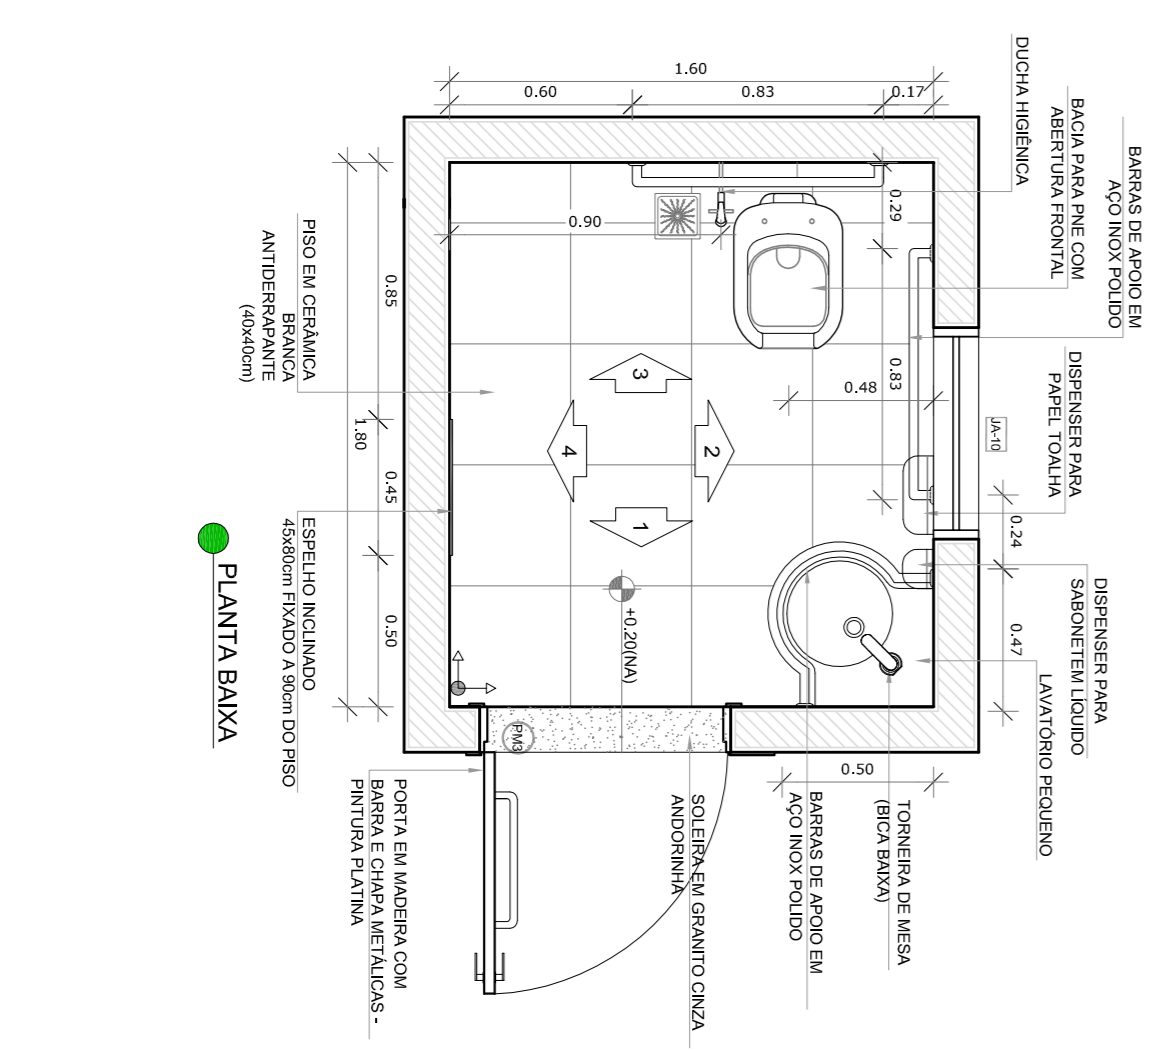 DUCHA HIGIÊNICA
BACIA PARA PNE COM
ABERTURA FRONTAL
BARRAS DE APOIO EM
AÇO INOX POLIDO
1.60
0.60
0.83
0.17
0.29
0.90
0.83
0.48
DISPENSER PARA
PAPEL TOALHA
JA-10
0.24
DISPENSER PARA
SABONETEM LÍQUIDO
0.47
LAVATÓRIO PEQUENO
0.50
TORNEIRA DE MESA
(BICA BAIXA)
BARRAS DE APOIO EM
AÇO INOX POLIDO
SOLEIRA EM GRANITO CINZA
ANDORINHA
PORTA EM MADEIRA COM
BARRA E CHAPA METÁLICAS -
PINTURA PLATINA
PM3
+0.20(NA)
3
2
4
1
PISO EM CERÂMICA
BRANCA
ANTIDERRAPANTE
(40x40cm)
0.85
1.80
0.45
0.50
ESPELHO INCLINADO
45x80cm FIXADO A 90cm DO PISO
PLANTA BAIXA